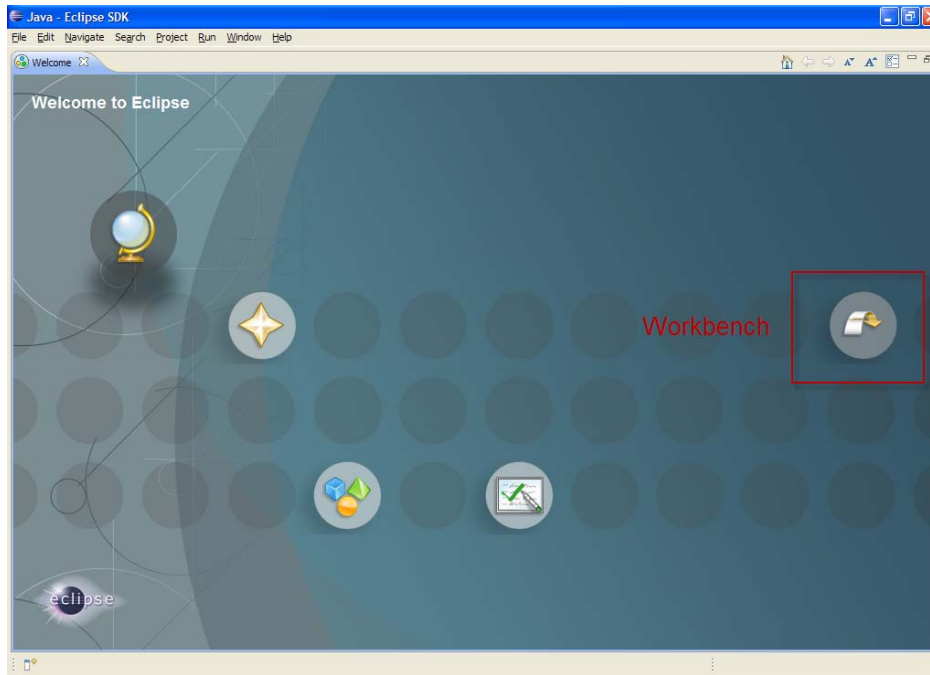 Java - Eclipse SDK
File Edit Navigate Search Project Run Window Help
Welcome
Welcome to Eclipse
Workbench
eclipse